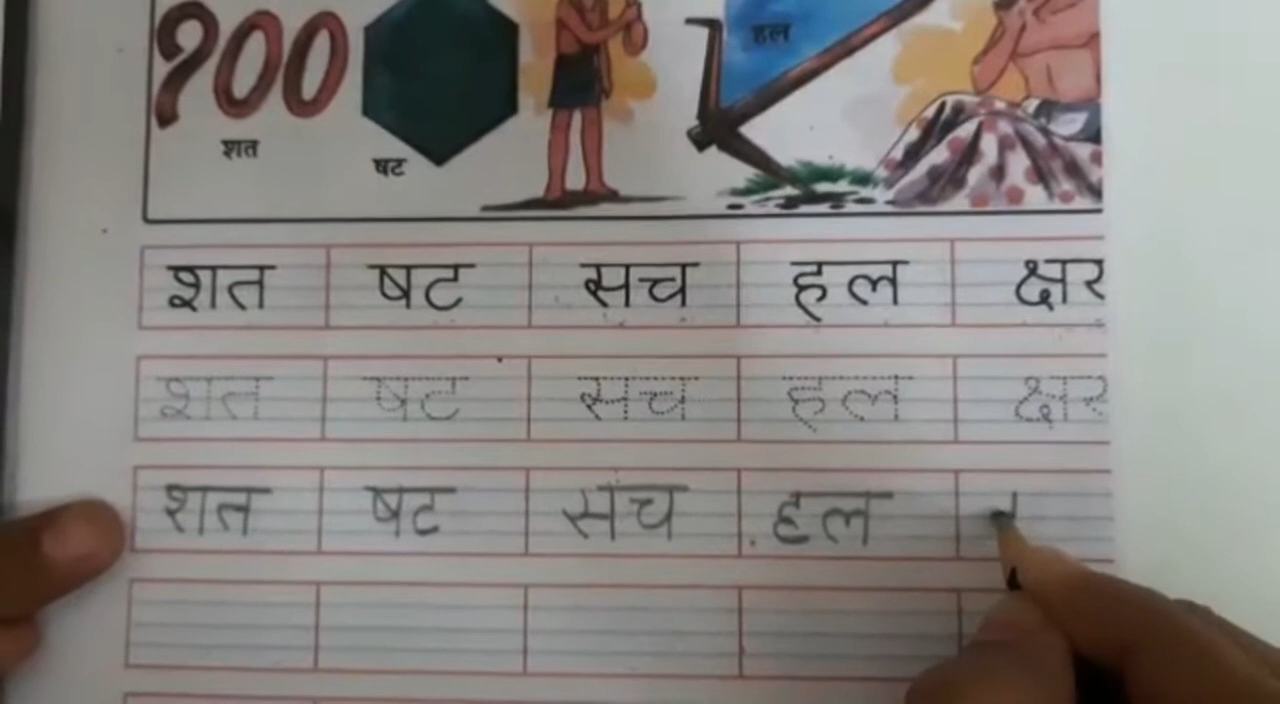 १००
शत
षट
हल
शत षट सच हल क्षर
शत षट सच हल क्षर
शत षट सच हल